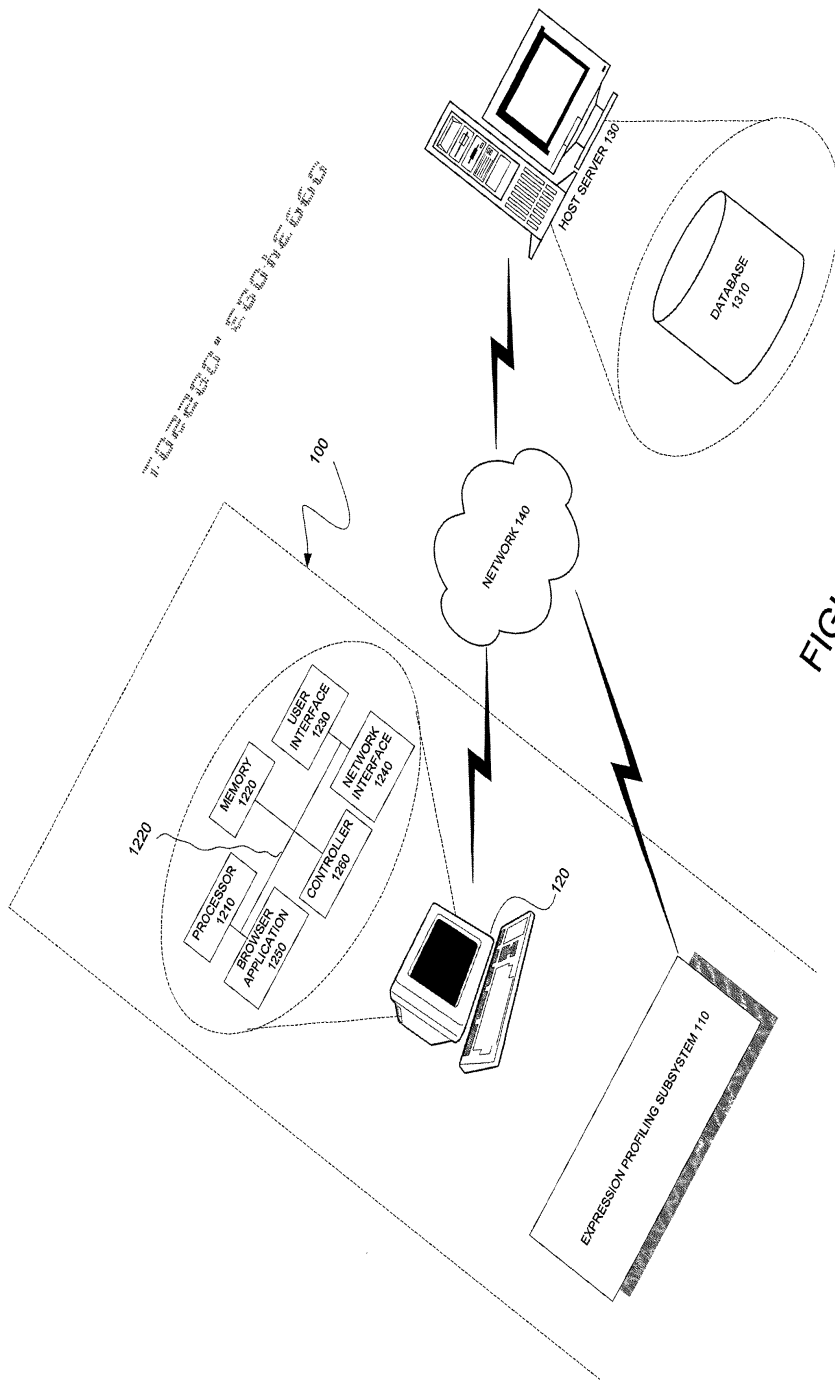 100
1220
PROCESSOR
1210
MEMORY
1220
USER
INTERFACE
1230
BROWSER
APPLICATION
1250
CONTROLLER
1260
NETWORK
INTERFACE
1240
120
EXPRESSION PROFILING SUBSYSTEM 110
NETWORK 140
HOST SERVER 130
DATABASE
1310